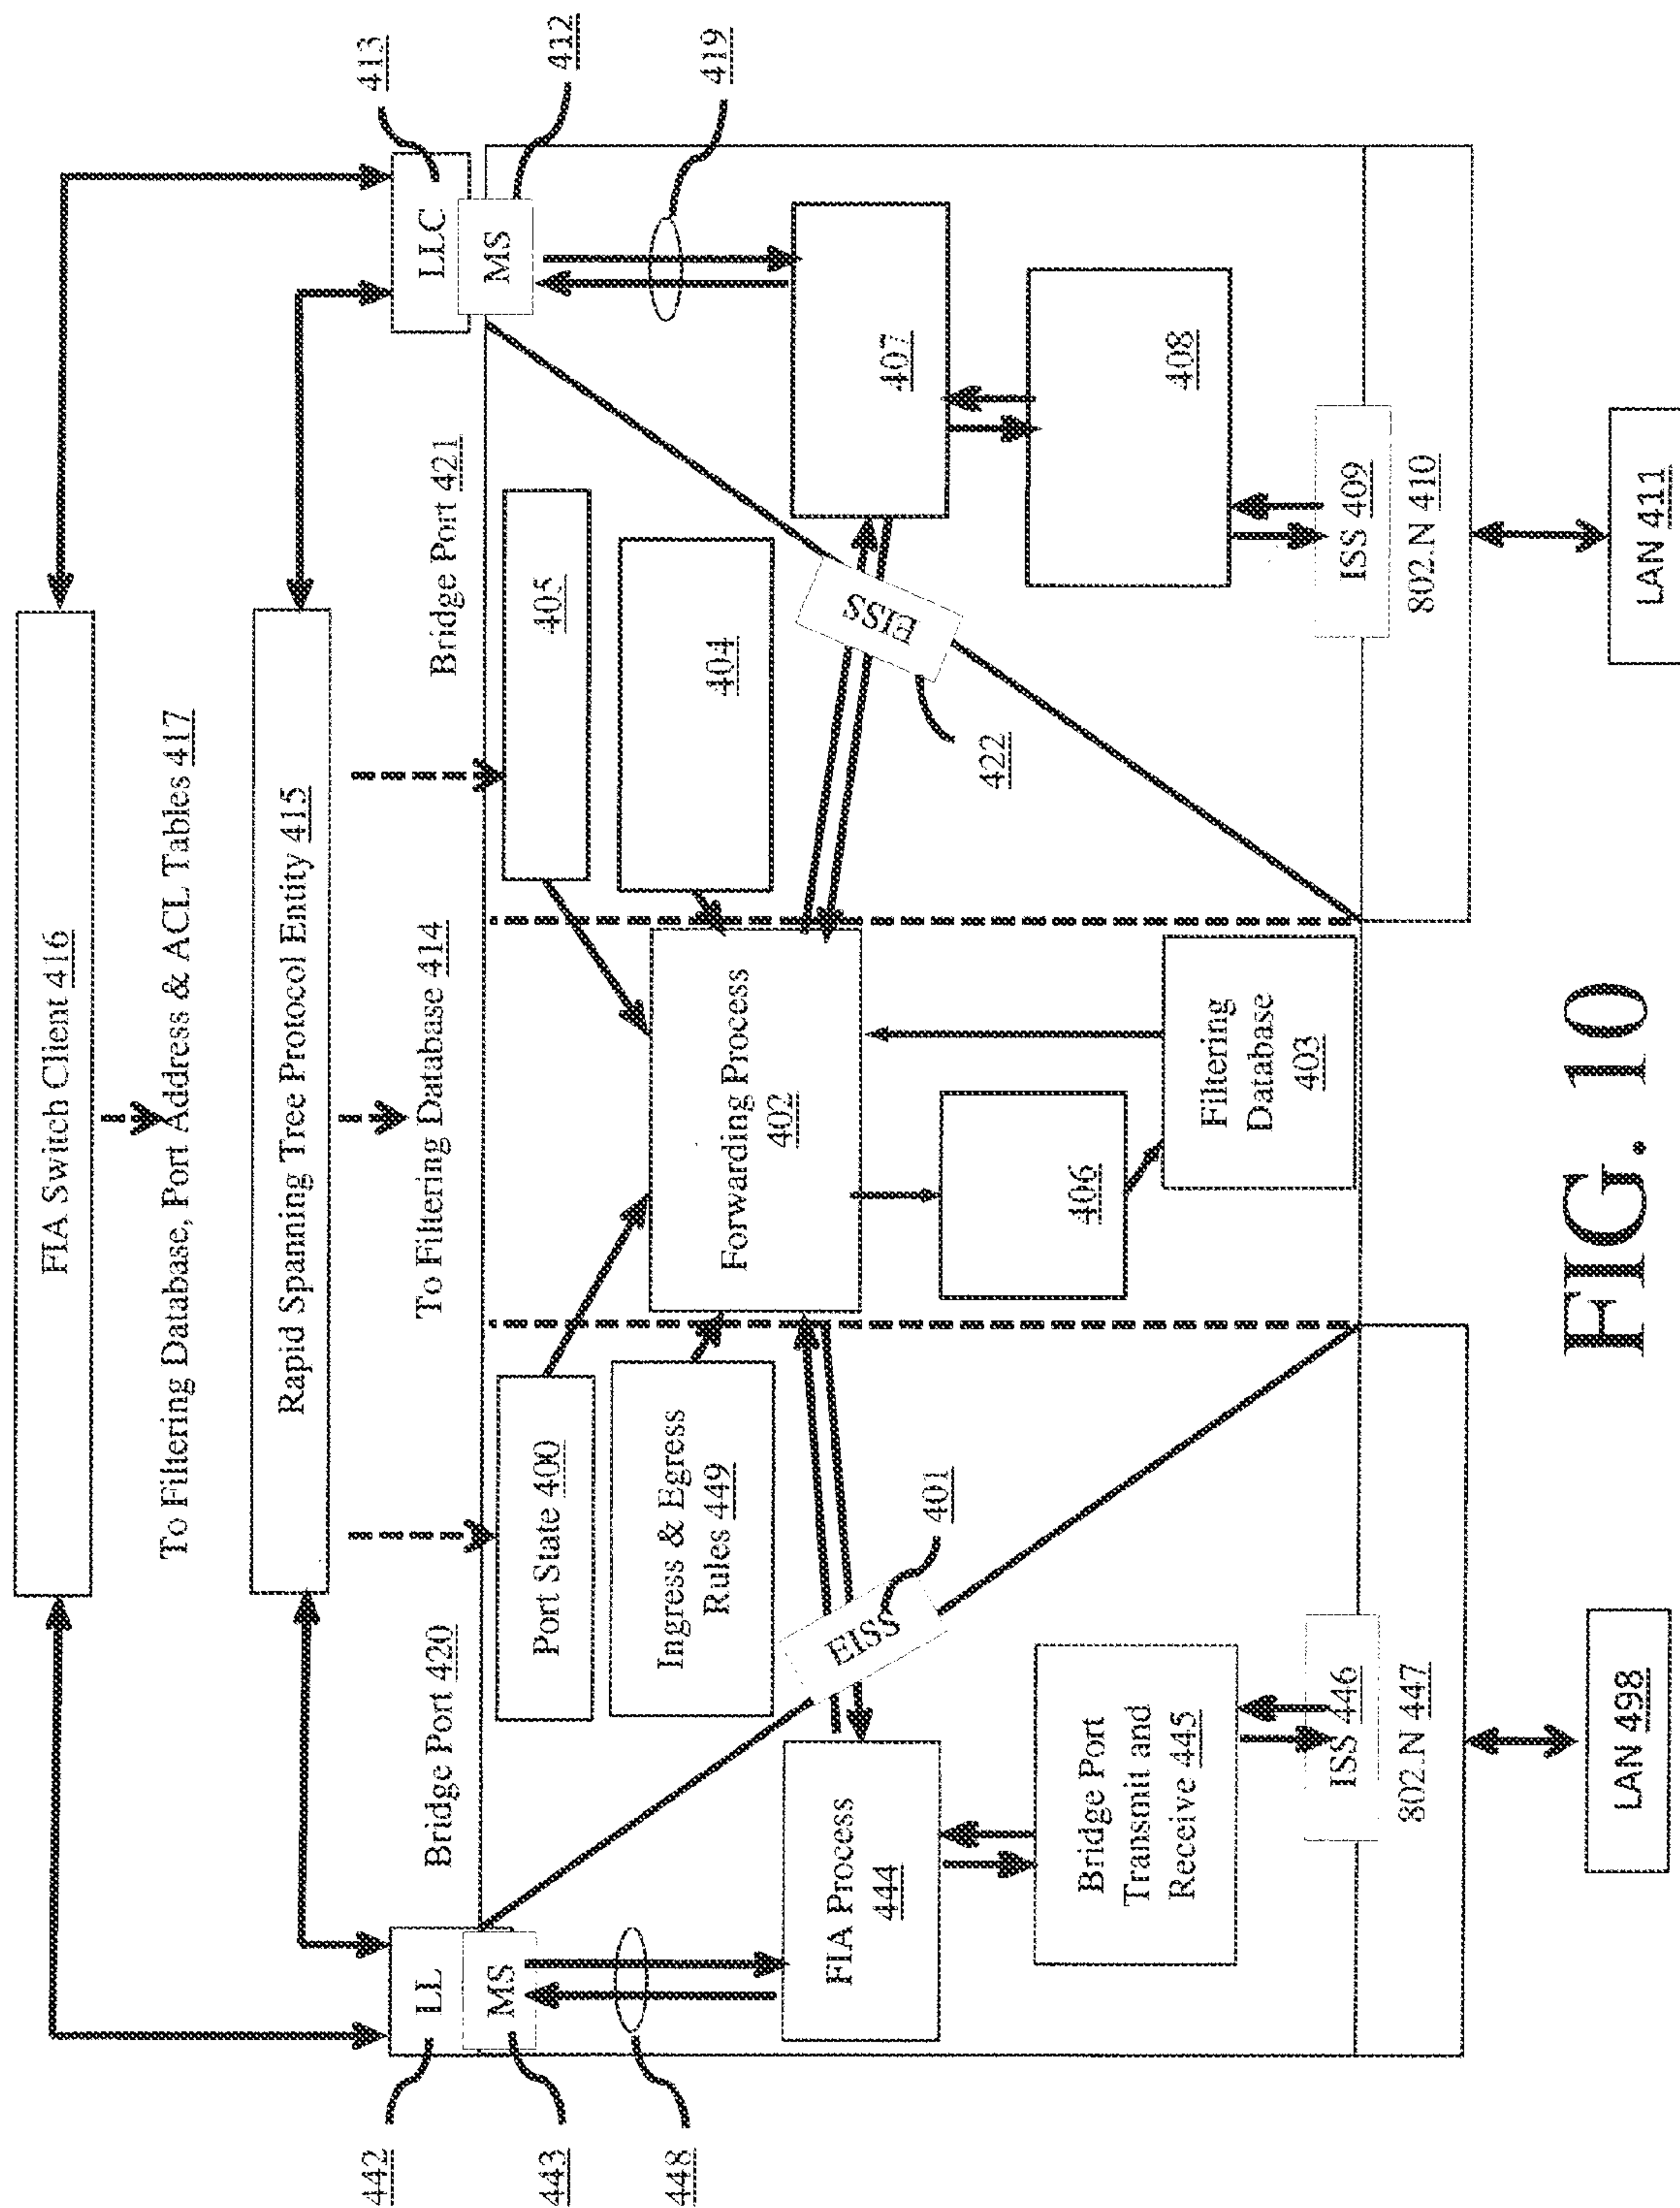 FIA Switch Client 416
To Filtering Database, Port Address & ACL Tables 417
Rapid Spanning Tree Protocol Entity 415
To Filtering Database 414
Bridge Port 420
Bridge Port 421
442
LL
443
MS
448
413
LLC
412
MS
419
Port State 400
Ingress & Egress
Rules 449
405
404
Forwarding Process
402
EISS
401
EISS
422
FIA Process
444
407
406
Filtering
Database
403
Bridge Port
Transmit and
Receive 445
408
ISS 446
802.N 447
ISS 409
802.N 410
LAN 498
LAN 411
FIG. 10